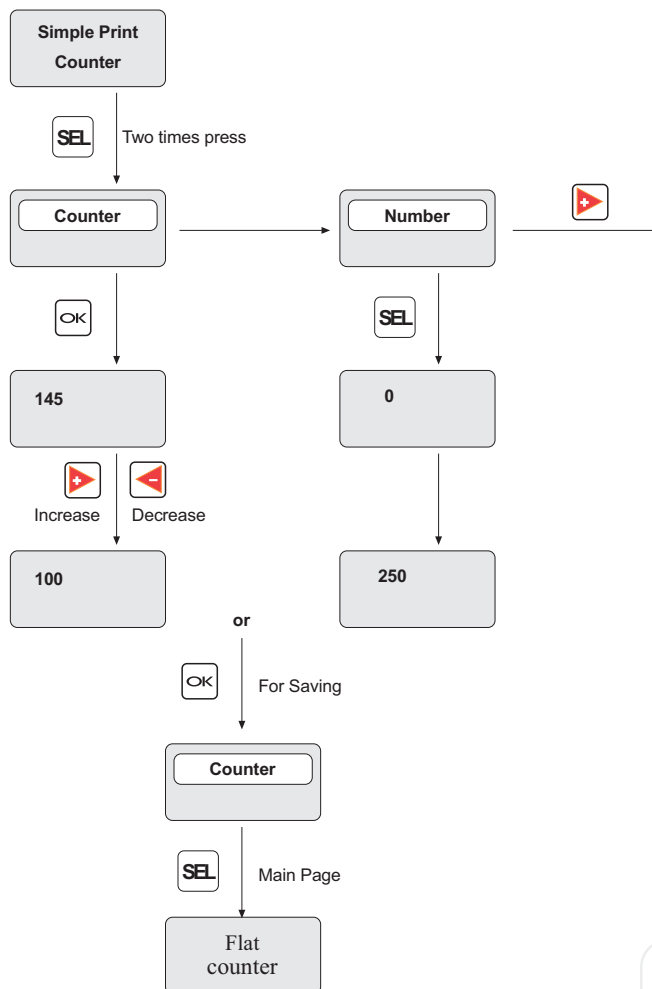 Simple Print
Counter
SEL
Two times press
Counter
Number
+
OK
SEL
145
0
+
-
Increase
Decrease
100
250
or
OK
For Saving
Counter
SEL
Main Page
Flat
counter